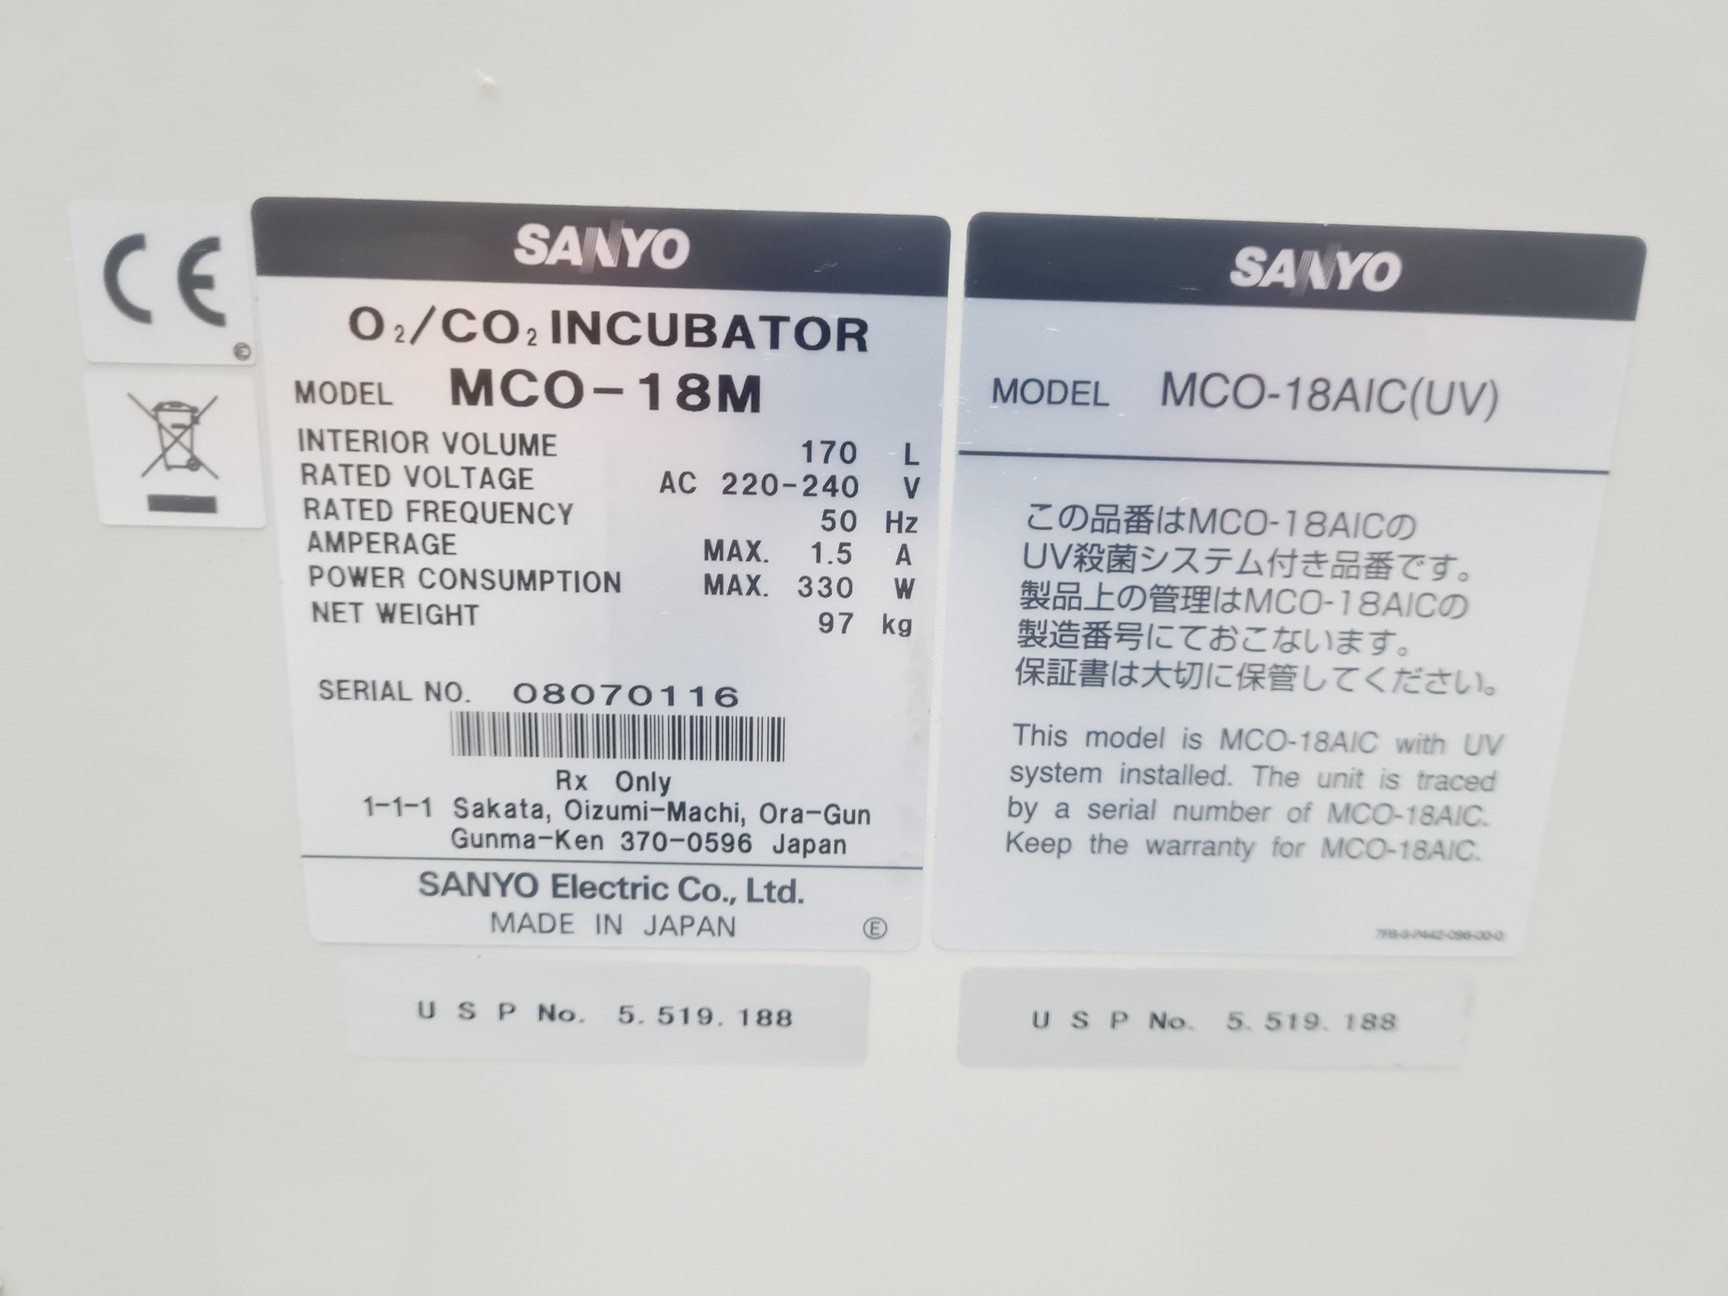 CE
SANYO
O2/CO2 INCUBATOR
MODEL MCO-18M
INTERIOR VOLUME 170 L
RATED VOLTAGE AC 220-240 V
RATED FREQUENCY 50 Hz
AMPERAGE MAX. 1.5 A
POWER CONSUMPTION MAX. 330 W
NET WEIGHT 97 kg
SERIAL NO. 08070116
Rx Only
1-1-1 Sakata, Oizumi-Machi, Ora-Gun
Gunma-Ken 370-0596 Japan
SANYO Electric Co., Ltd.
MADE IN JAPAN Ⓔ
U S P No. 5.519.188
SANYO
MODEL MCO-18AIC(UV)
この品番はMCO-18AICの
UV殺菌システム付き品番です。
製品上の管理はMCO-18AICの
製造番号にておこないます。
保証書は大切に保管してください。
This model is MCO-18AIC with UV
system installed. The unit is traced
by a serial number of MCO-18AIC.
Keep the warranty for MCO-18AIC.
U S P No. 5.519.188